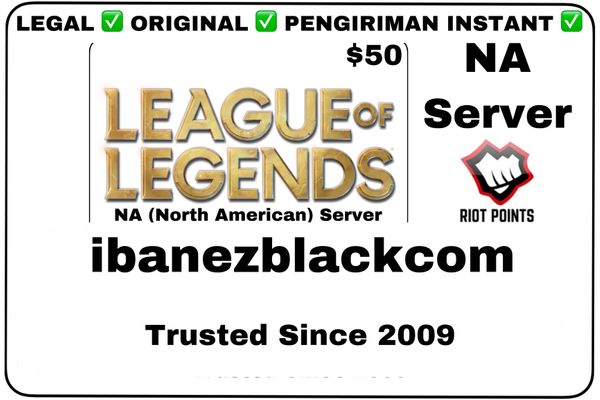 LEGAL ✅ ORIGINAL ✅ PENGIRIMAN INSTANT ✅
$50
LEAGUE OF
LEGENDS
NA (North American) Server
NA
Server
RIOT POINTS
ibanezblackcom
Trusted Since 2009